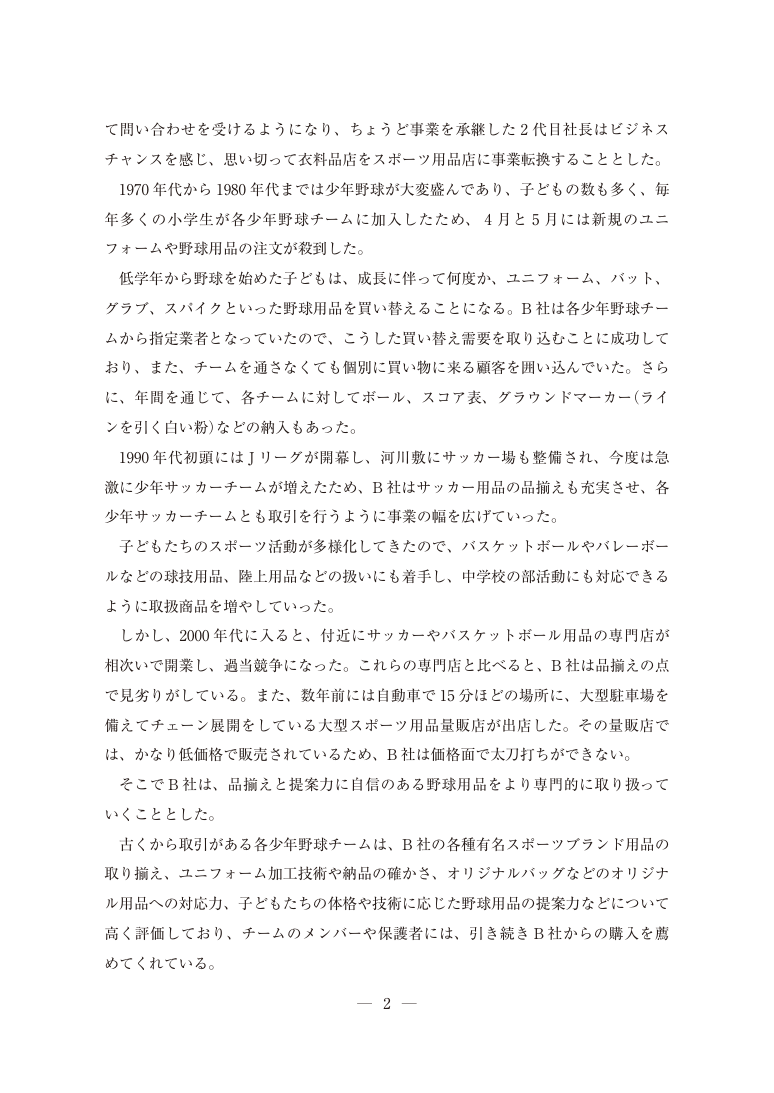 て問い合わせを受けるようになり、ちょうど事業を承継した 2 代目社長はビジネス
チャンスを感じ、思い切って衣料品店をスポーツ用品店に事業転換することとした。
1970 年代から 1980 年代までは少年野球が大変盛んであり、子どもの数も多く、毎
年多くの小学生が各少年野球チームに加入したため、 4 月と 5 月には新規のユニ
フォームや野球用品の注文が殺到した。
低学年から野球を始めた子どもは、成長に伴って何度か、ユニフォーム、バット、
グラブ、スパイクといった野球用品を買い替えることになる。B 社は各少年野球チー
ムから指定業者となっていたので、こうした買い替え需要を取り込むことに成功して
おり、また、チームを通さなくても個別に買い物に来る顧客を囲い込んでいた。さら
に、年間を通じて、各チームに対してボール、スコア表、グラウンドマーカー(ライ
ンを引く白い粉)などの納入もあった。
1990 年代初頭には J リーグが開幕し、河川敷にサッカー場も整備され、今度は急
激に少年サッカーチームが増えたため、B 社はサッカー用品の品揃えも充実させ、各
少年サッカーチームとも取引を行うように事業の幅を広げていった。
子どもたちのスポーツ活動が多様化してきたので、バスケットボールやバレーボー
ルなどの球技用品、陸上用品などの扱いにも着手し、中学校の部活動にも対応できる
ように取扱商品を増やしていった。
しかし、2000 年代に入ると、付近にサッカーやバスケットボール用品の専門店が
相次いで開業し、過当競争になった。これらの専門店と比べると、B 社は品揃えの点
で見劣りがしている。また、数年前には自動車で 15 分ほどの場所に、大型駐車場を
備えてチェーン展開をしている大型スポーツ用品量販店が出店した。その量販店で
は、かなり低価格で販売されているため、B 社は価格面で太刀打ちができない。
そこで B 社は、品揃えと提案力に自信のある野球用品をより専門的に取り扱って
いくこととした。
古くから取引がある各少年野球チームは、B 社の各種有名スポーツブランド用品の
取り揃え、ユニフォーム加工技術や納品の確かさ、オリジナルバッグなどのオリジナ
ル用品への対応力、子どもたちの体格や技術に応じた野球用品の提案力などについて
高く評価しており、チームのメンバーや保護者には、引き続き B 社からの購入を薦
めてくれている。
― 2 ―